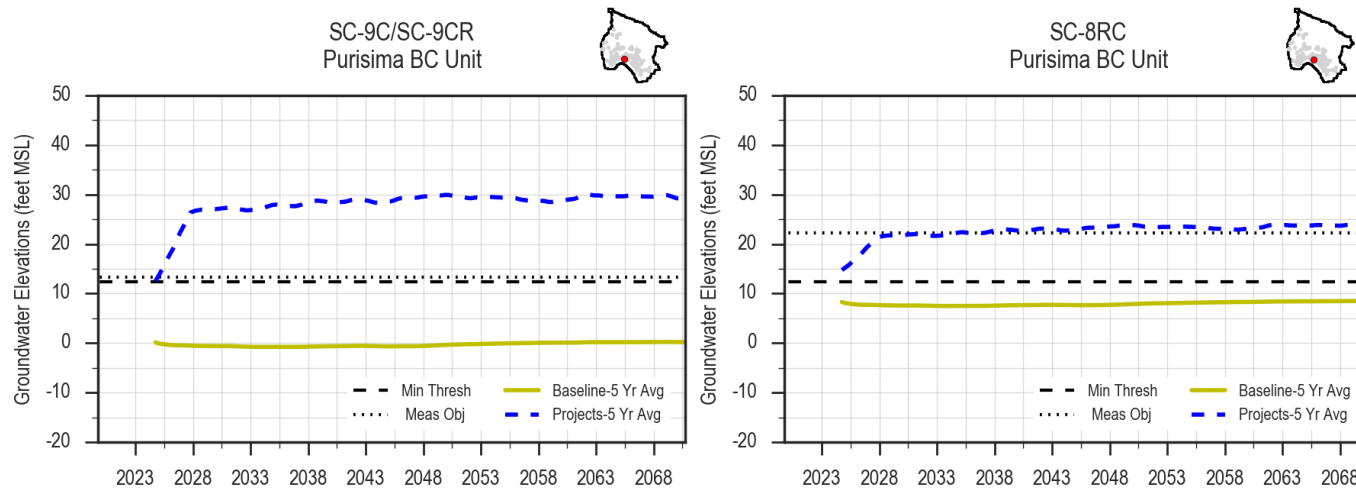 SC-9C/SC-9CR
Purisima BC Unit
Groundwater Elevations (feet MSL)
50
40
30
20
10
0
-10
-20
Min Thresh
Meas Obj
Baseline-5 Yr Avg
Projects-5 Yr Avg
2023 2028 2033 2038 2043 2048 2053 2058 2063 2068
SC-8RC
Purisima BC Unit
Groundwater Elevations (feet MSL)
50
40
30
20
10
0
-10
-20
Min Thresh
Meas Obj
Baseline-5 Yr Avg
Projects-5 Yr Avg
2023 2028 2033 2038 2043 2048 2053 2058 2063 2068